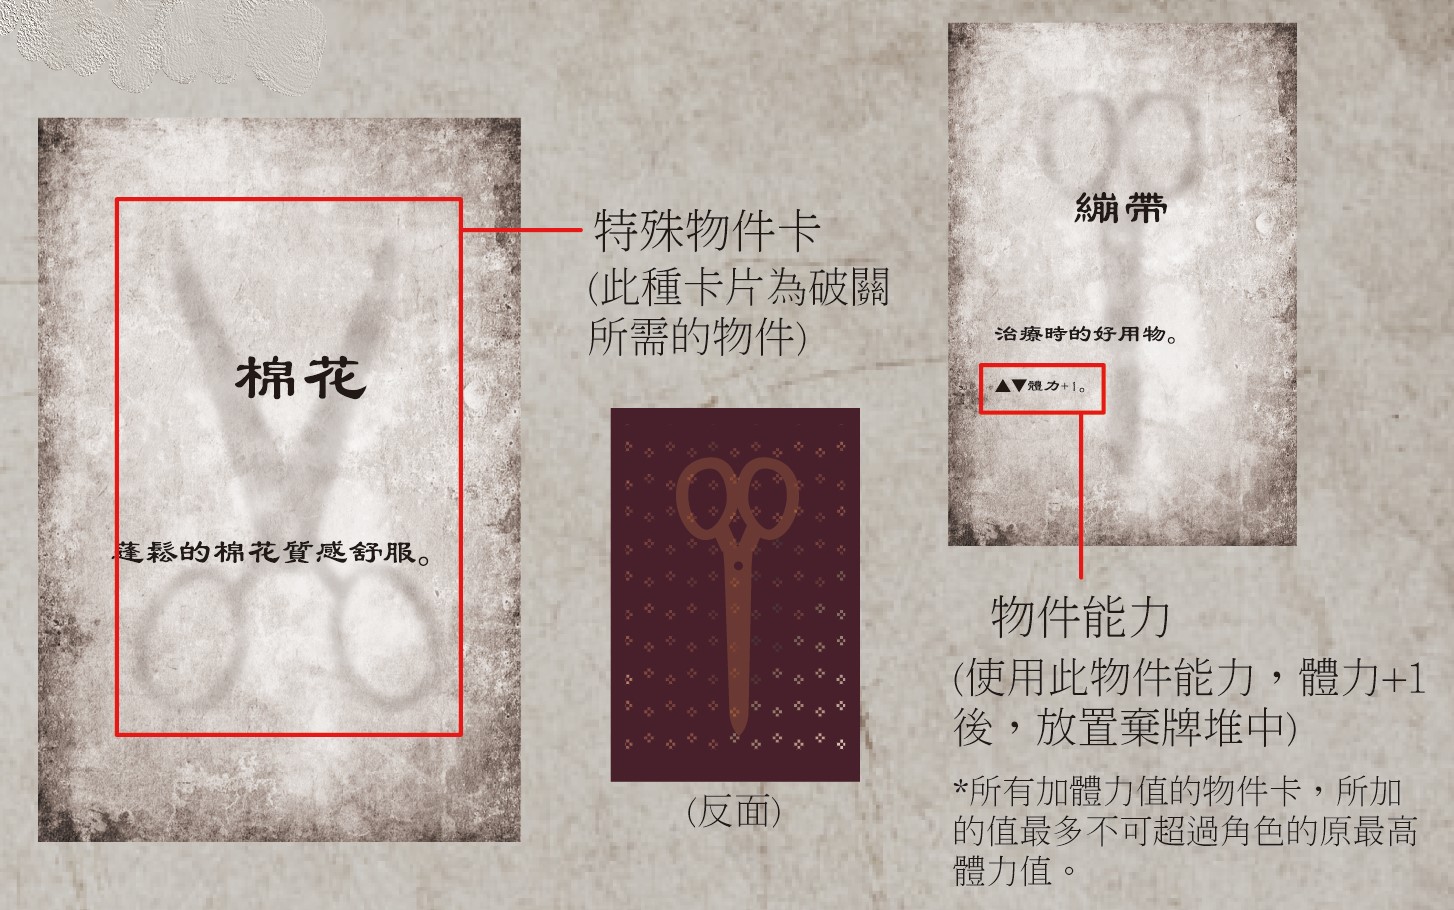 棉花
蓬鬆的棉花質感舒服。
特殊物件卡
(此種卡片為破關
所需的物件)
(反面)
繃帶
治療時的好用物。
▲▼體力+1。
物件能力
(使用此物件能力，體力+1
後，放置棄牌堆中)
*所有加體力值的物件卡，所加
的值最多不可超過角色的原最高
體力值。